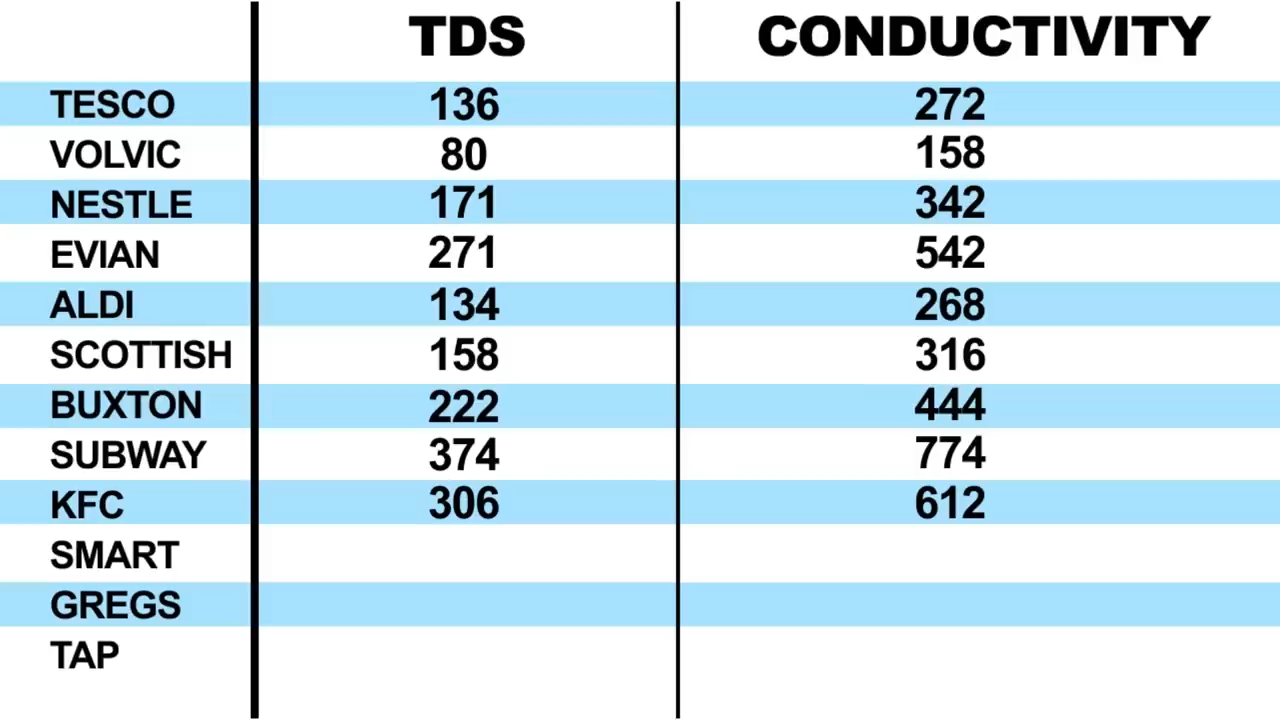 TDS CONDUCTIVITY
TESCO 136 272
VOLVIC 80 158
NESTLE 171 342
EVIAN 271 542
ALDI 134 268
SCOTTISH 158 316
BUXTON 222 444
SUBWAY 374 774
KFC 306 612
SMART
GREGS
TAP